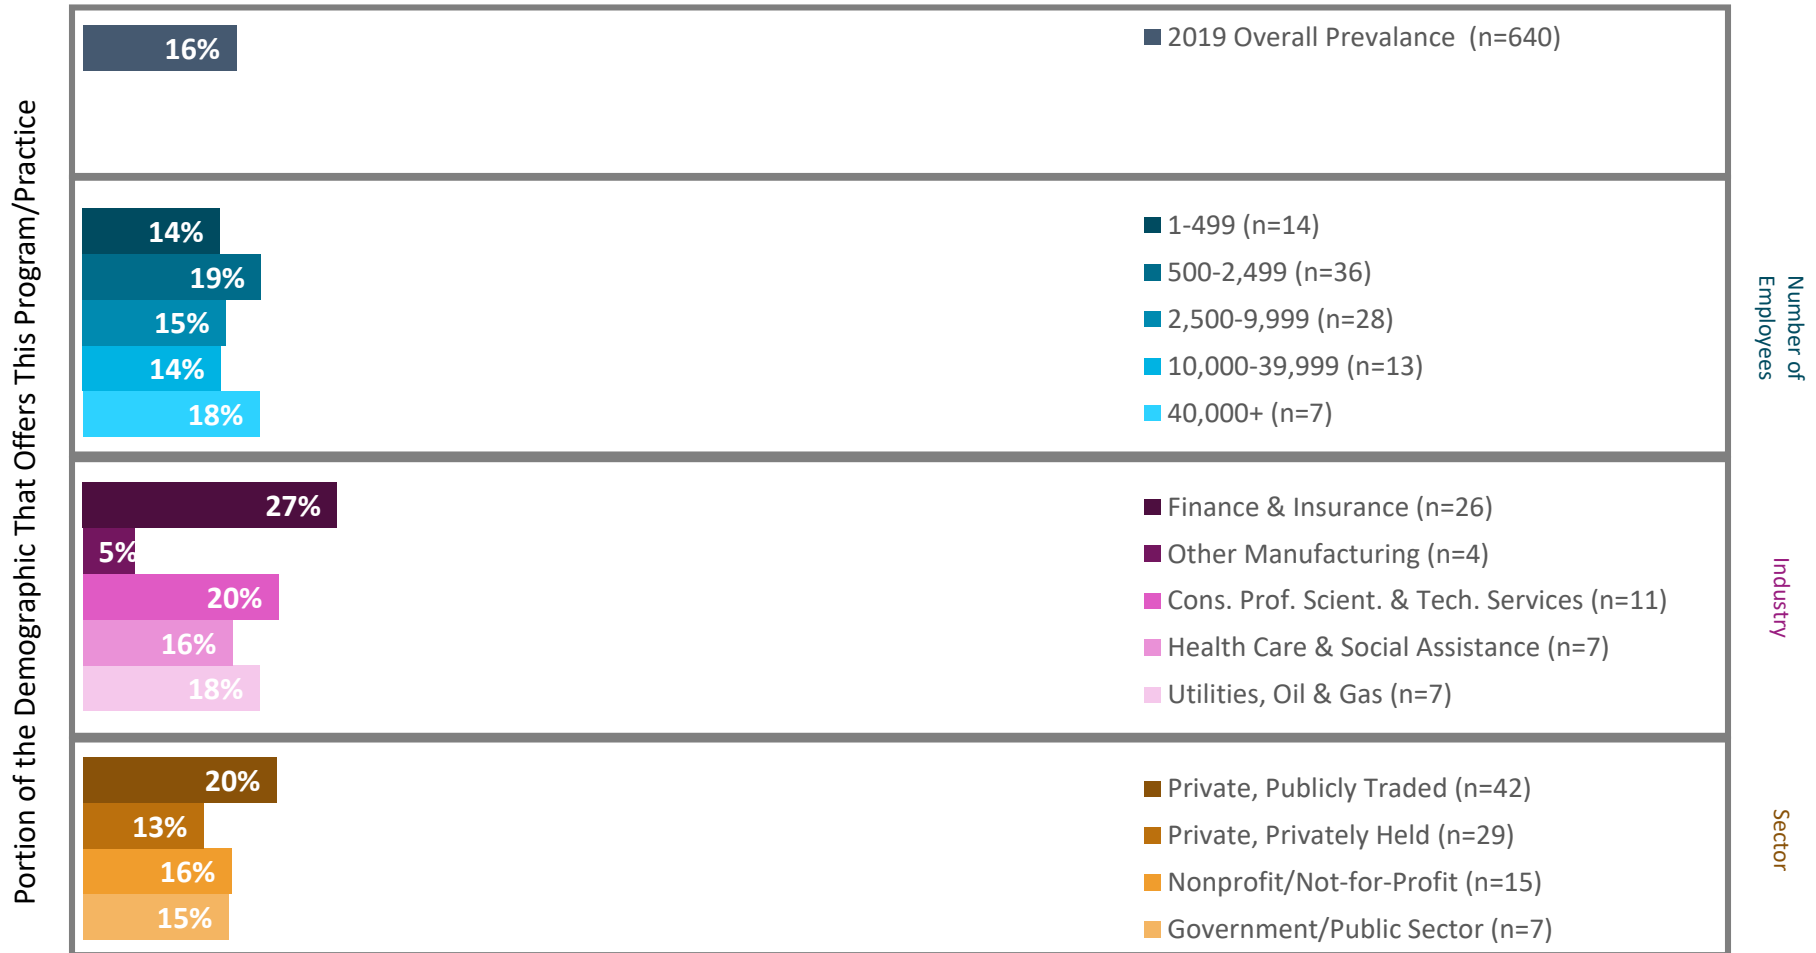 Portion of the Demographic That Offers This Program/Practice
16%
2019 Overall Prevalance (n=640)
14%
19%
15%
14%
18%
1-499 (n=14)
500-2,499 (n=36)
2,500-9,999 (n=28)
10,000-39,999 (n=13)
40,000+ (n=7)
Number of
Employees
27%
5%
20%
16%
18%
Finance & Insurance (n=26)
Other Manufacturing (n=4)
Cons. Prof. Scient. & Tech. Services (n=11)
Health Care & Social Assistance (n=7)
Utilities, Oil & Gas (n=7)
Industry
20%
13%
16%
15%
Private, Publicly Traded (n=42)
Private, Privately Held (n=29)
Nonprofit/Not-for-Profit (n=15)
Government/Public Sector (n=7)
Sector